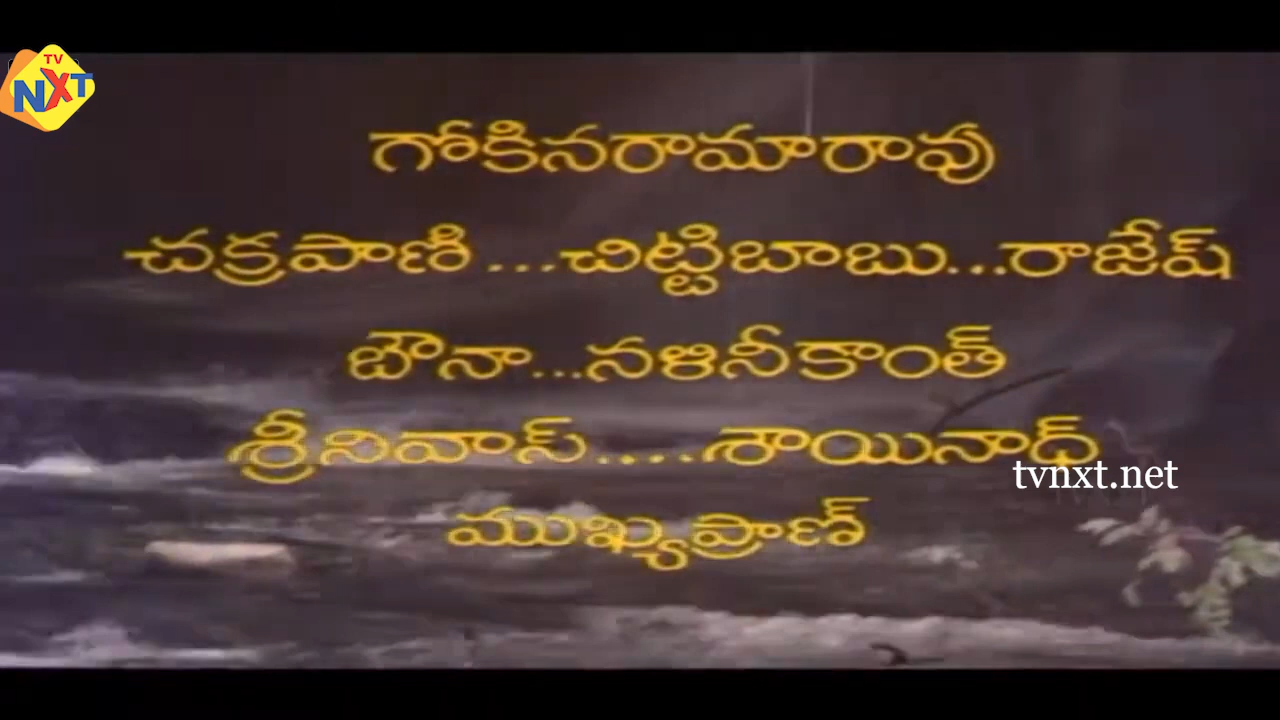 TV
NXT
గోకినరామారావు
చక్రపాణి...చిట్టిబాబు...రాజేష్
బౌనా...నళినీకాంత్
శ్రీనివాస్....శాయినాధ్
tvnxt.net
ముఖ్యప్రాణ్